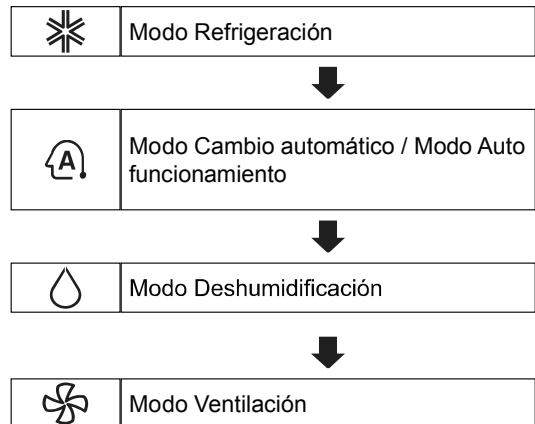 Modo Refrigeración
A
Modo Cambio automático / Modo Auto
funcionamiento
Modo Deshumidificación
Modo Ventilación